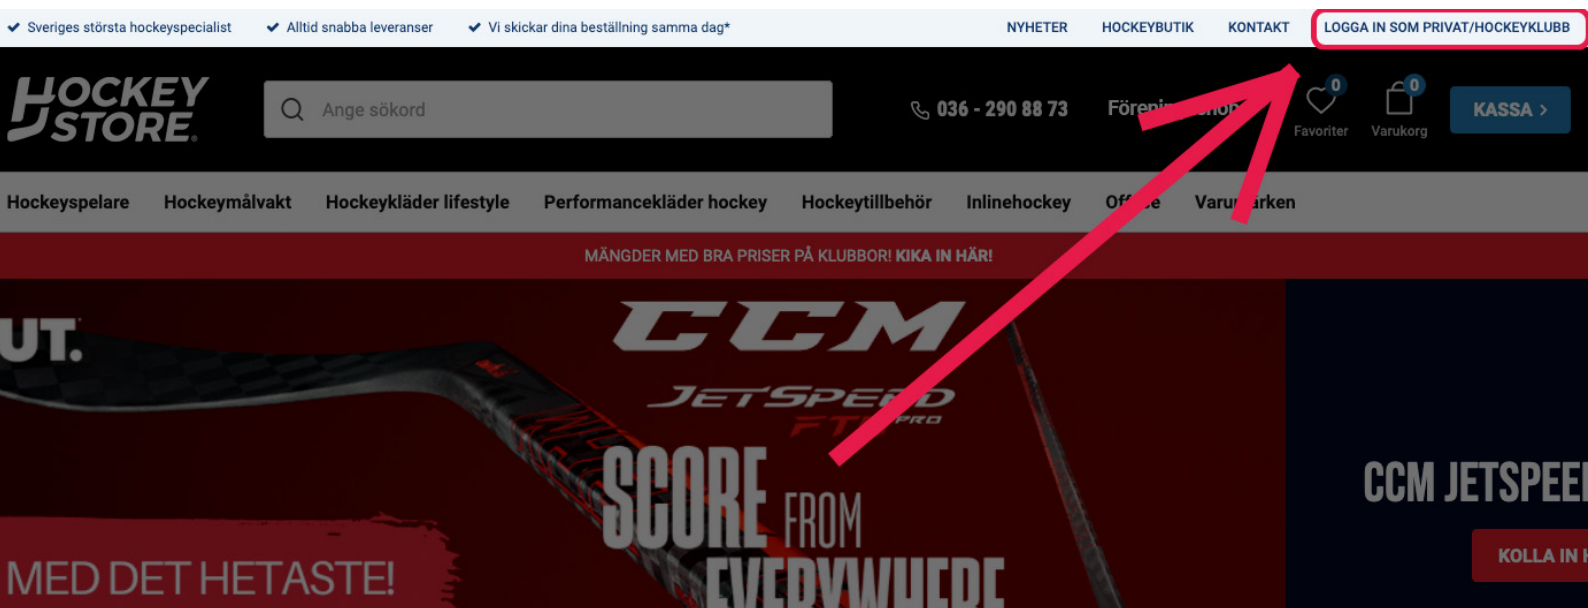 Sveriges största hockeyspecialist Alltid snabba leveranser Vi skickar dina beställning samma dag* NYHETER HOCKEYBUTIK KONTAKT LOGGA IN SOM PRIVAT/HOCKEYKLUBB
HOCKEY
STORE.
Ange sökord
036 - 290 88 73
0
Favoriter
0
Varukorg
KASSA >
Hockeyspelare Hockeymålvakt Hockeykläder lifestyle Performancekläder hockey Hockeytillbehör Inlinehockey
MÄNGDER MED BRA PRISER PÅ KLUBBOR! KIKA IN HÄR!
UT.
MED DET HETASTE!
CCM
JETSPEED
PRO
SCORE FROM
EVERYWHERE
CCM JETSPEE
KOLLA IN